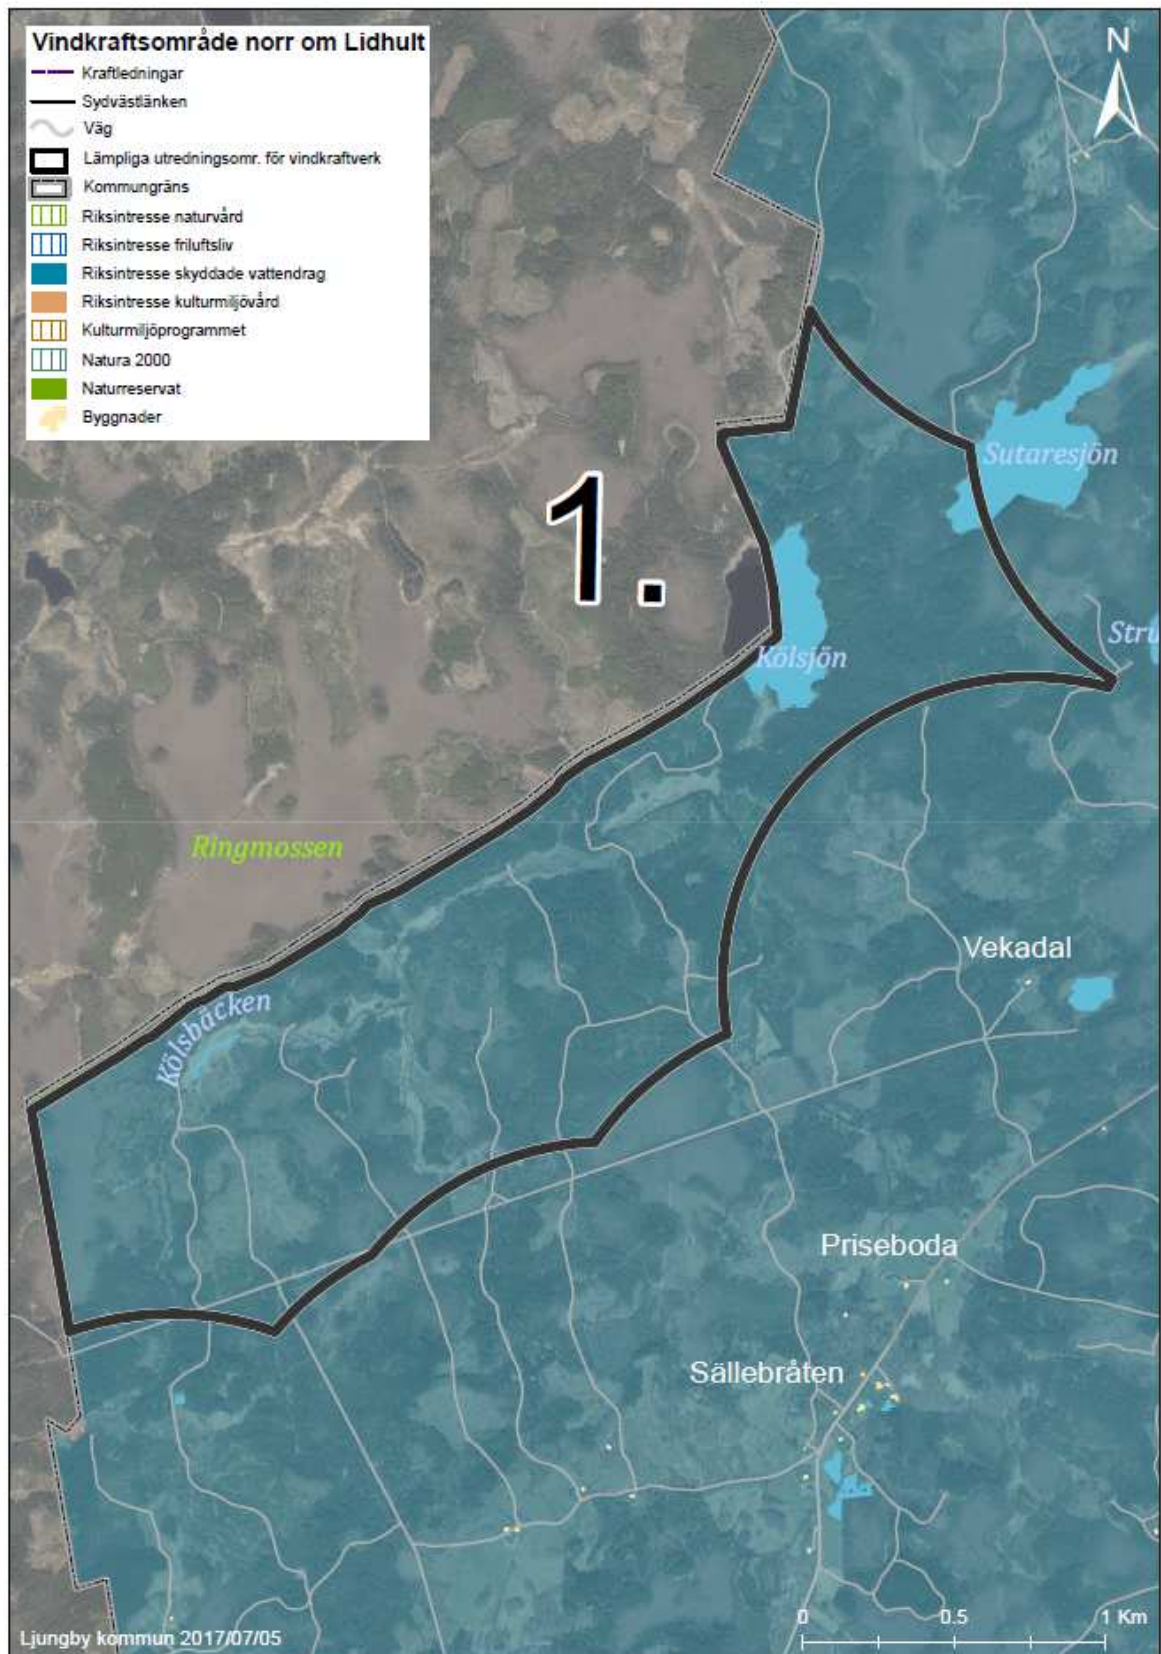 Vindkraftsområde norr om Lidhult
Kraftledningar
Sydvästlänken
Väg
Lämpliga utredningsomr. för vindkraftverk
Kommungräns
Riksintresse naturvård
Riksintresse friluftsliv
Riksintresse skyddade vattendrag
Riksintresse kulturmiljövård
Kulturmiljöprogrammet
Natura 2000
Naturreservat
Byggnader
N
Sutaresjön
1.
Stru
Kölsjön
Ringmossen
Vekadal
Kölsbäcken
Priseboda
Sällebråten
0 0.5 1 Km
Ljungby kommun 2017/07/05